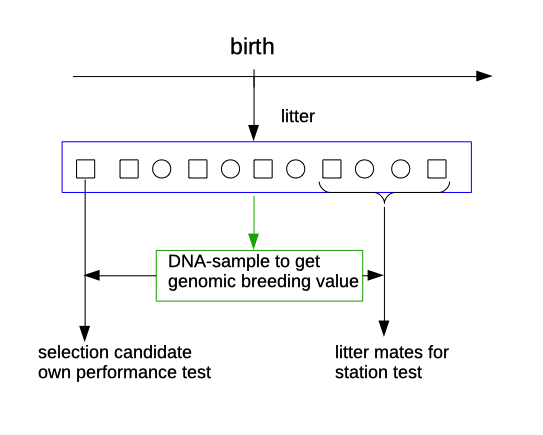 birth
litter
DNA-sample to get
genomic breeding value
selection candidate
own performance test
litter mates for
station test